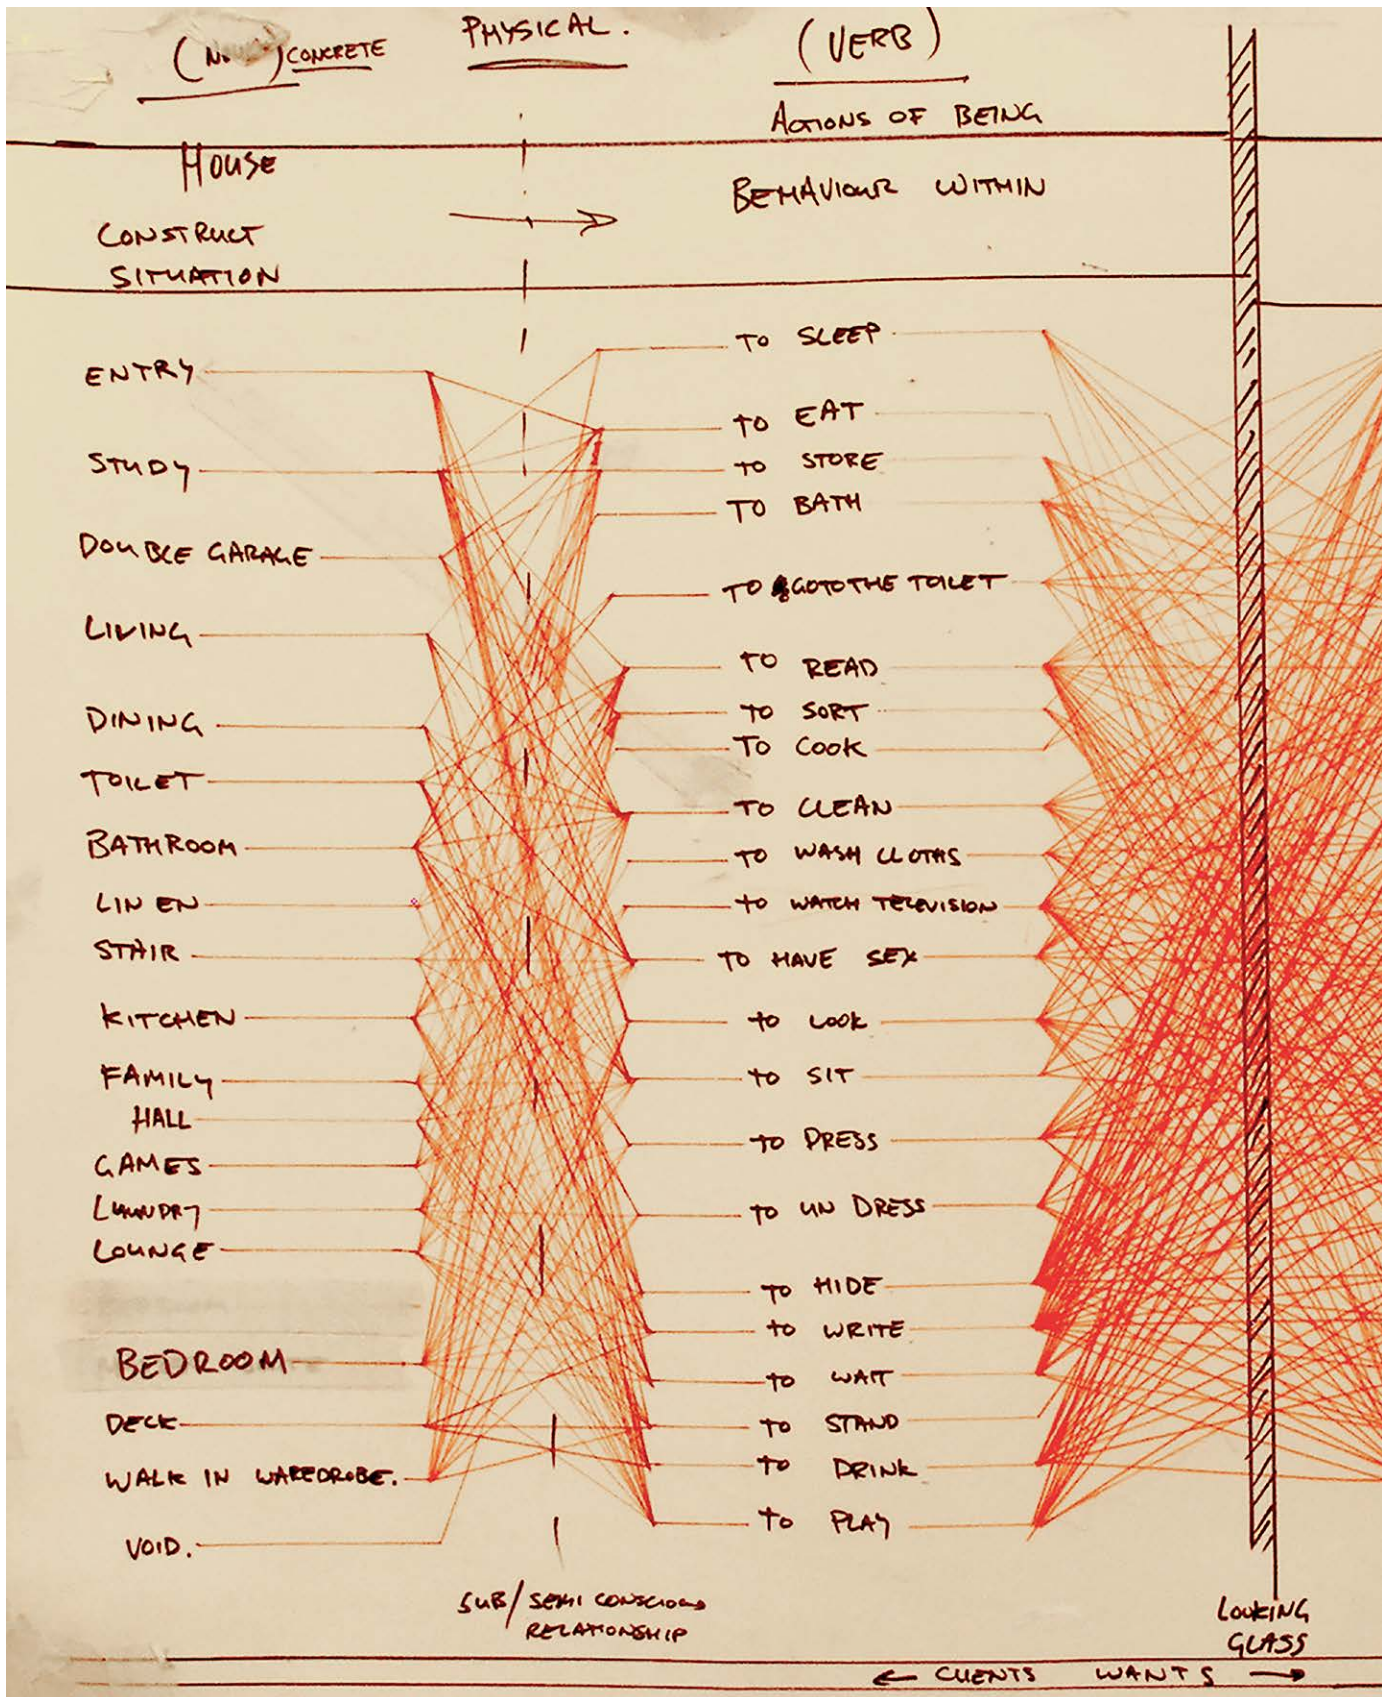 (N ) CONCRETE
PHYSICAL.
(VERB)
ACTIONS OF BEING
HOUSE
CONSTRUCT
SITUATION
BEHAVIOUR WITHIN
ENTRY
STUDY
DOUBLE GARAGE
LIVING
DINING
TOILET
BATHROOM
LINEN
STAIR
KITCHEN
FAMILY
HALL
GAMES
LAUNDRY
LOUNGE
BEDROOM
DECK
WALK IN WAREDROBE.
VOID.
TO SLEEP
TO EAT
TO STORE
TO BATH
TO GO TO THE TOILET
TO READ
TO SORT
TO COOK
TO CLEAN
TO WASH CLOTHS
TO WATCH TELEVISION
TO HAVE SEX
TO LOOK
TO SIT
TO DRESS
TO UN DRESS
TO HIDE
TO WRITE
TO WAIT
TO STAND
TO DRINK
TO PLAY
SUB/SEMI CONSCIOUS
RELATIONSHIP
LOOKING
GLASS
← CLIENTS WANTS →